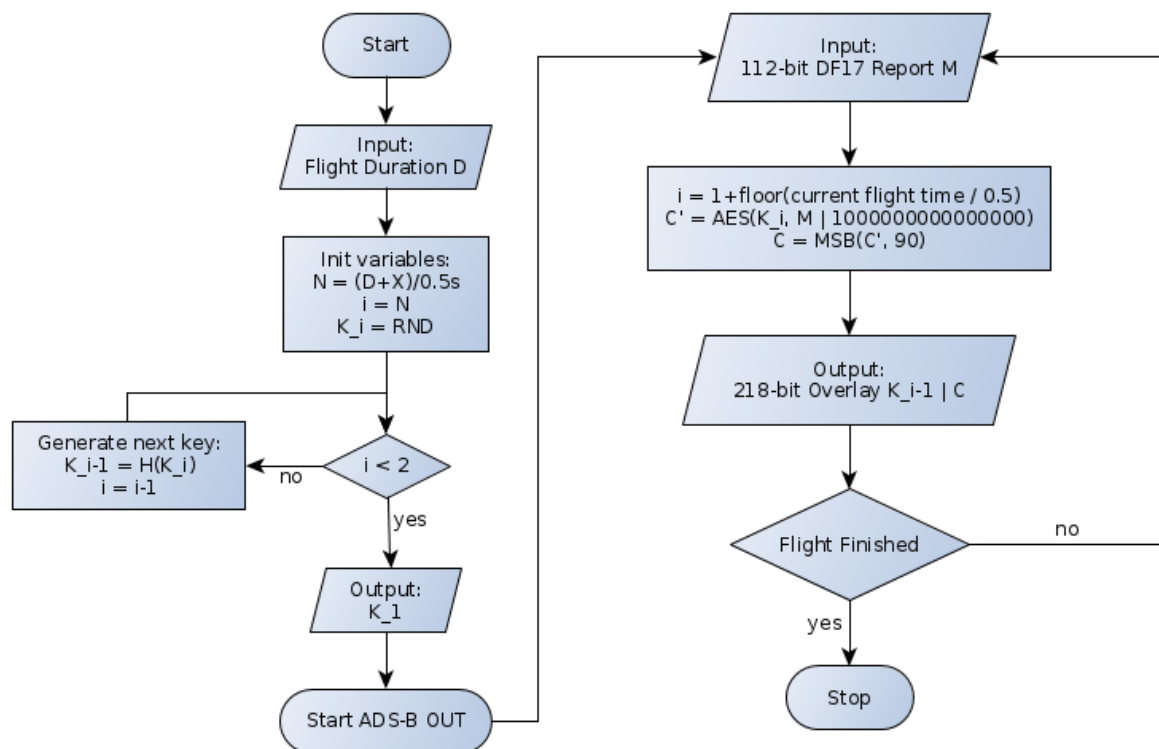 Start
Input:
Flight Duration D
Init variables:
N = (D+X)/0.5s
i = N
K_i = RND
Generate next key:
K_i-1 = H(K_i)
i = i-1
no
i < 2
yes
Output:
K_1
Start ADS-B OUT
Input:
112-bit DF17 Report M
i = 1+floor(current flight time / 0.5)
C' = AES(K_i, M | 1000000000000000)
C = MSB(C', 90)
Output:
218-bit Overlay K_i-1 | C
Flight Finished
no
yes
Stop